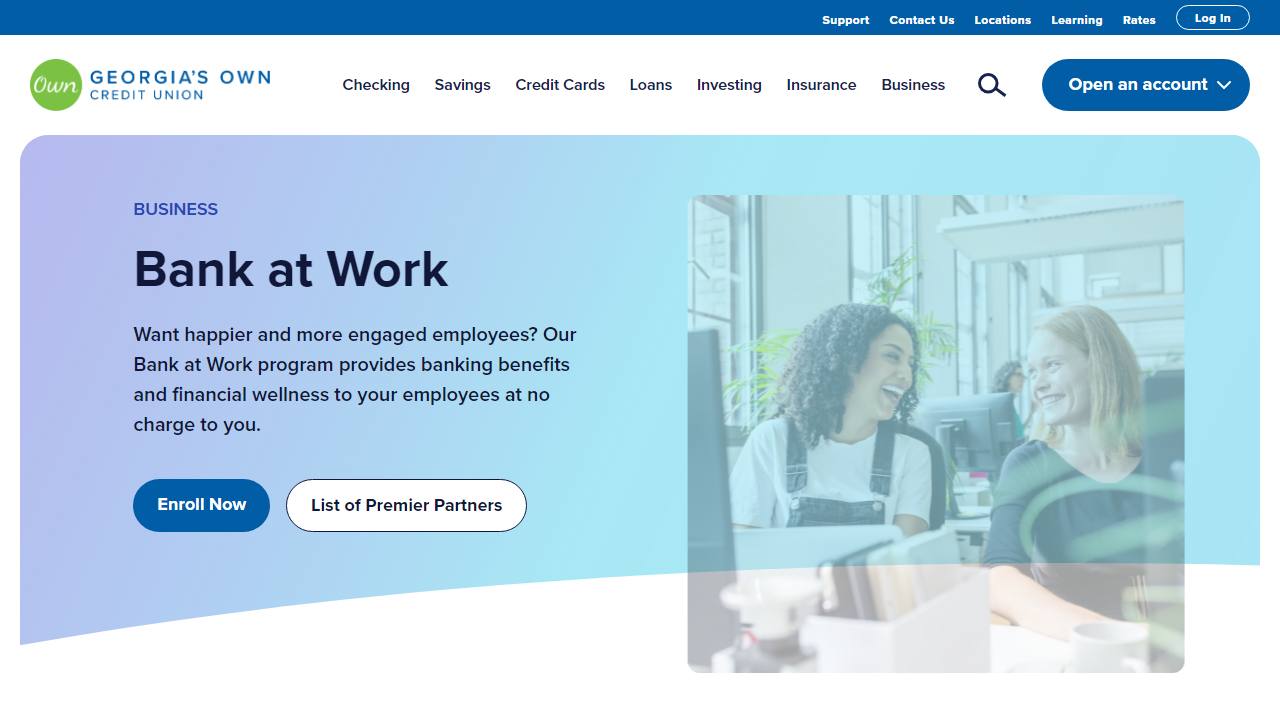 Support Contact Us Locations Learning Rates Log In
Own GEORGIA'S OWN
CREDIT UNION
Checking Savings Credit Cards Loans Investing Insurance Business Open an account
BUSINESS
Bank at Work
Want happier and more engaged employees? Our
Bank at Work program provides banking benefits
and financial wellness to your employees at no
charge to you.
Enroll Now List of Premier Partners